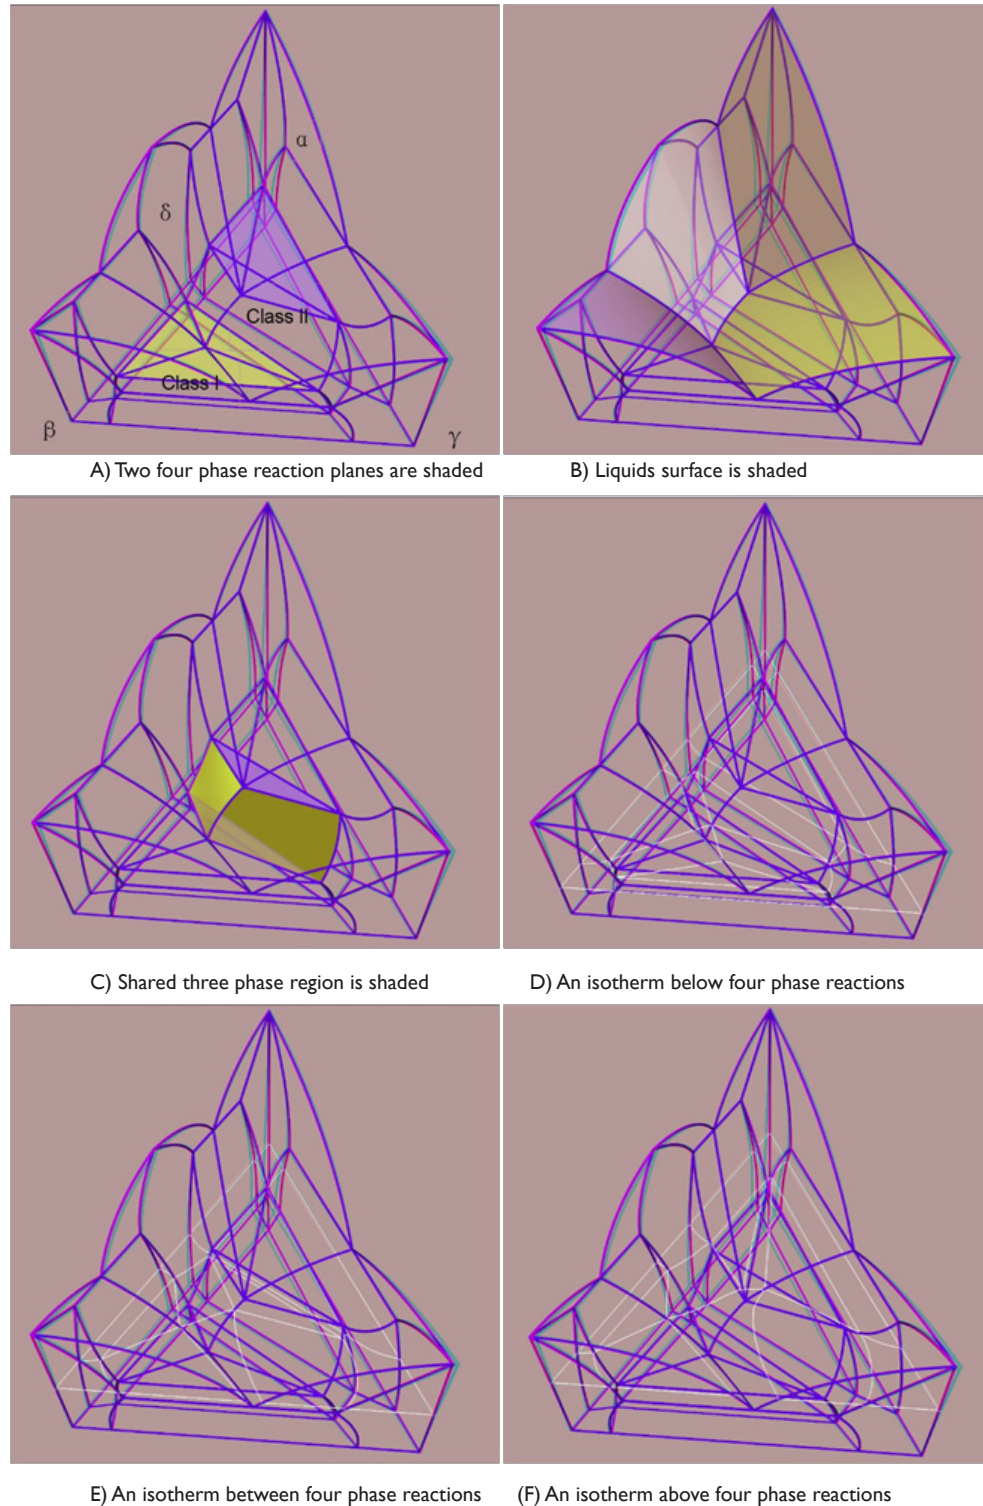 α
δ
Class II
Class I
β
γ
A) Two four phase reaction planes are shaded
B) Liquids surface is shaded
C) Shared three phase region is shaded
D) An isotherm below four phase reactions
E) An isotherm between four phase reactions
(F) An isotherm above four phase reactions